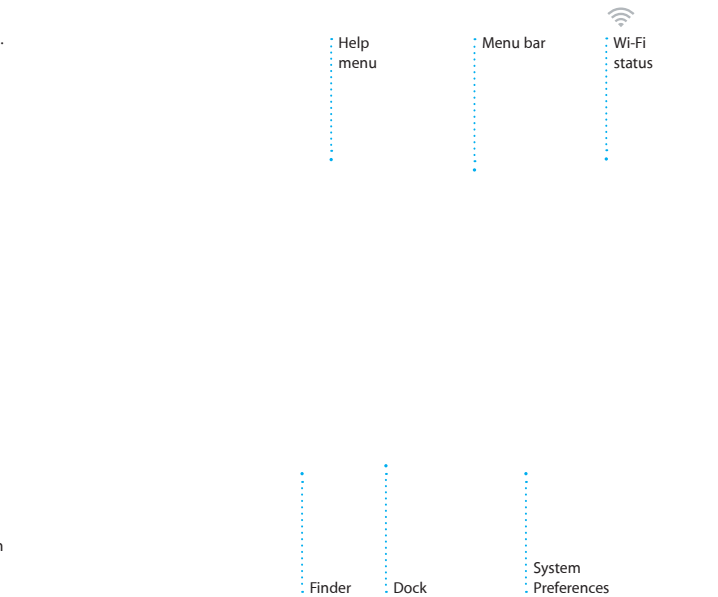 .
Help
menu
Menu bar
Wi-Fi
status
n
Finder
Dock
System
Preferences